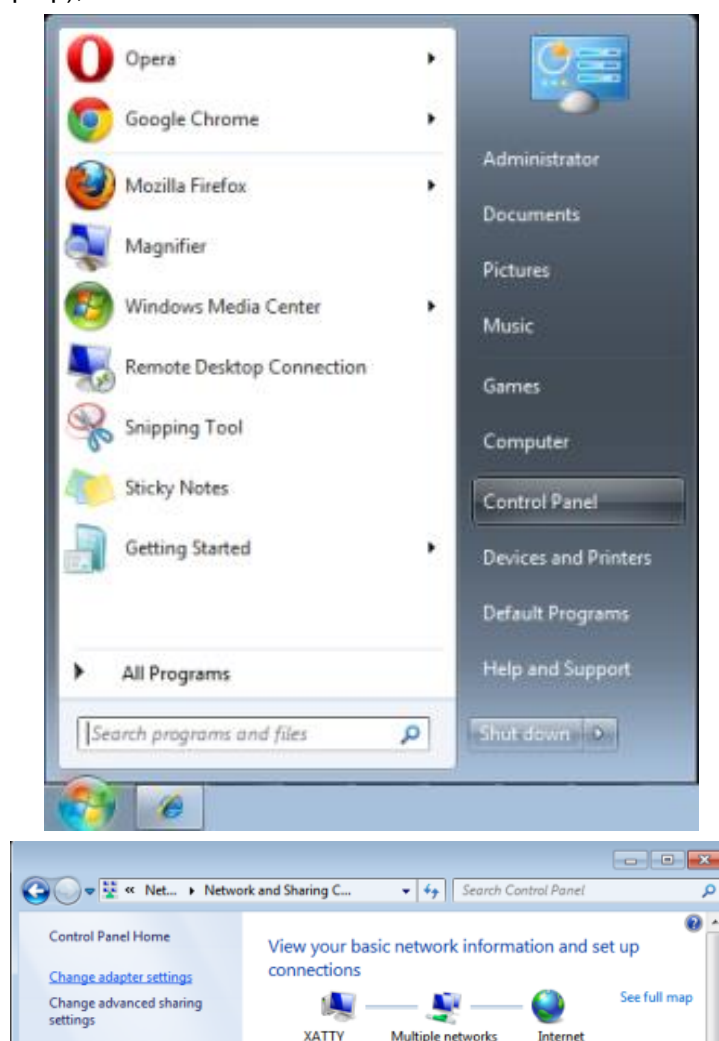 Opera
Google Chrome
Mozilla Firefox
Magnifier
Windows Media Center
Remote Desktop Connection
Snipping Tool
Sticky Notes
Getting Started
All Programs
Search programs and files
Administrator
Documents
Pictures
Music
Games
Computer
Control Panel
Devices and Printers
Default Programs
Help and Support
Shut down
« Net... Network and Sharing C...
Search Control Panel
Control Panel Home
Change adapter settings
Change advanced sharing
settings
View your basic network information and set up
connections
See full map
XATTY Multiple networks Internet